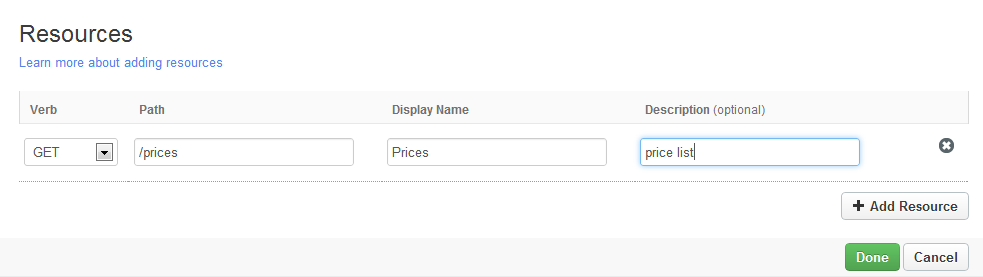 Resources
Learn more about adding resources
Verb Path Display Name Description (optional)
GET /prices Prices price list
Add Resource
Done Cancel